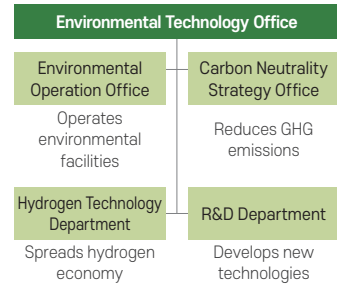 Environmental Technology Office
Environmental
Operation Office
Operates
environmental
facilities
Carbon Neutrality
Strategy Office
Reduces GHG
emissions
Hydrogen Technology
Department
Spreads hydrogen
economy
R&D Department
Develops new
technologies